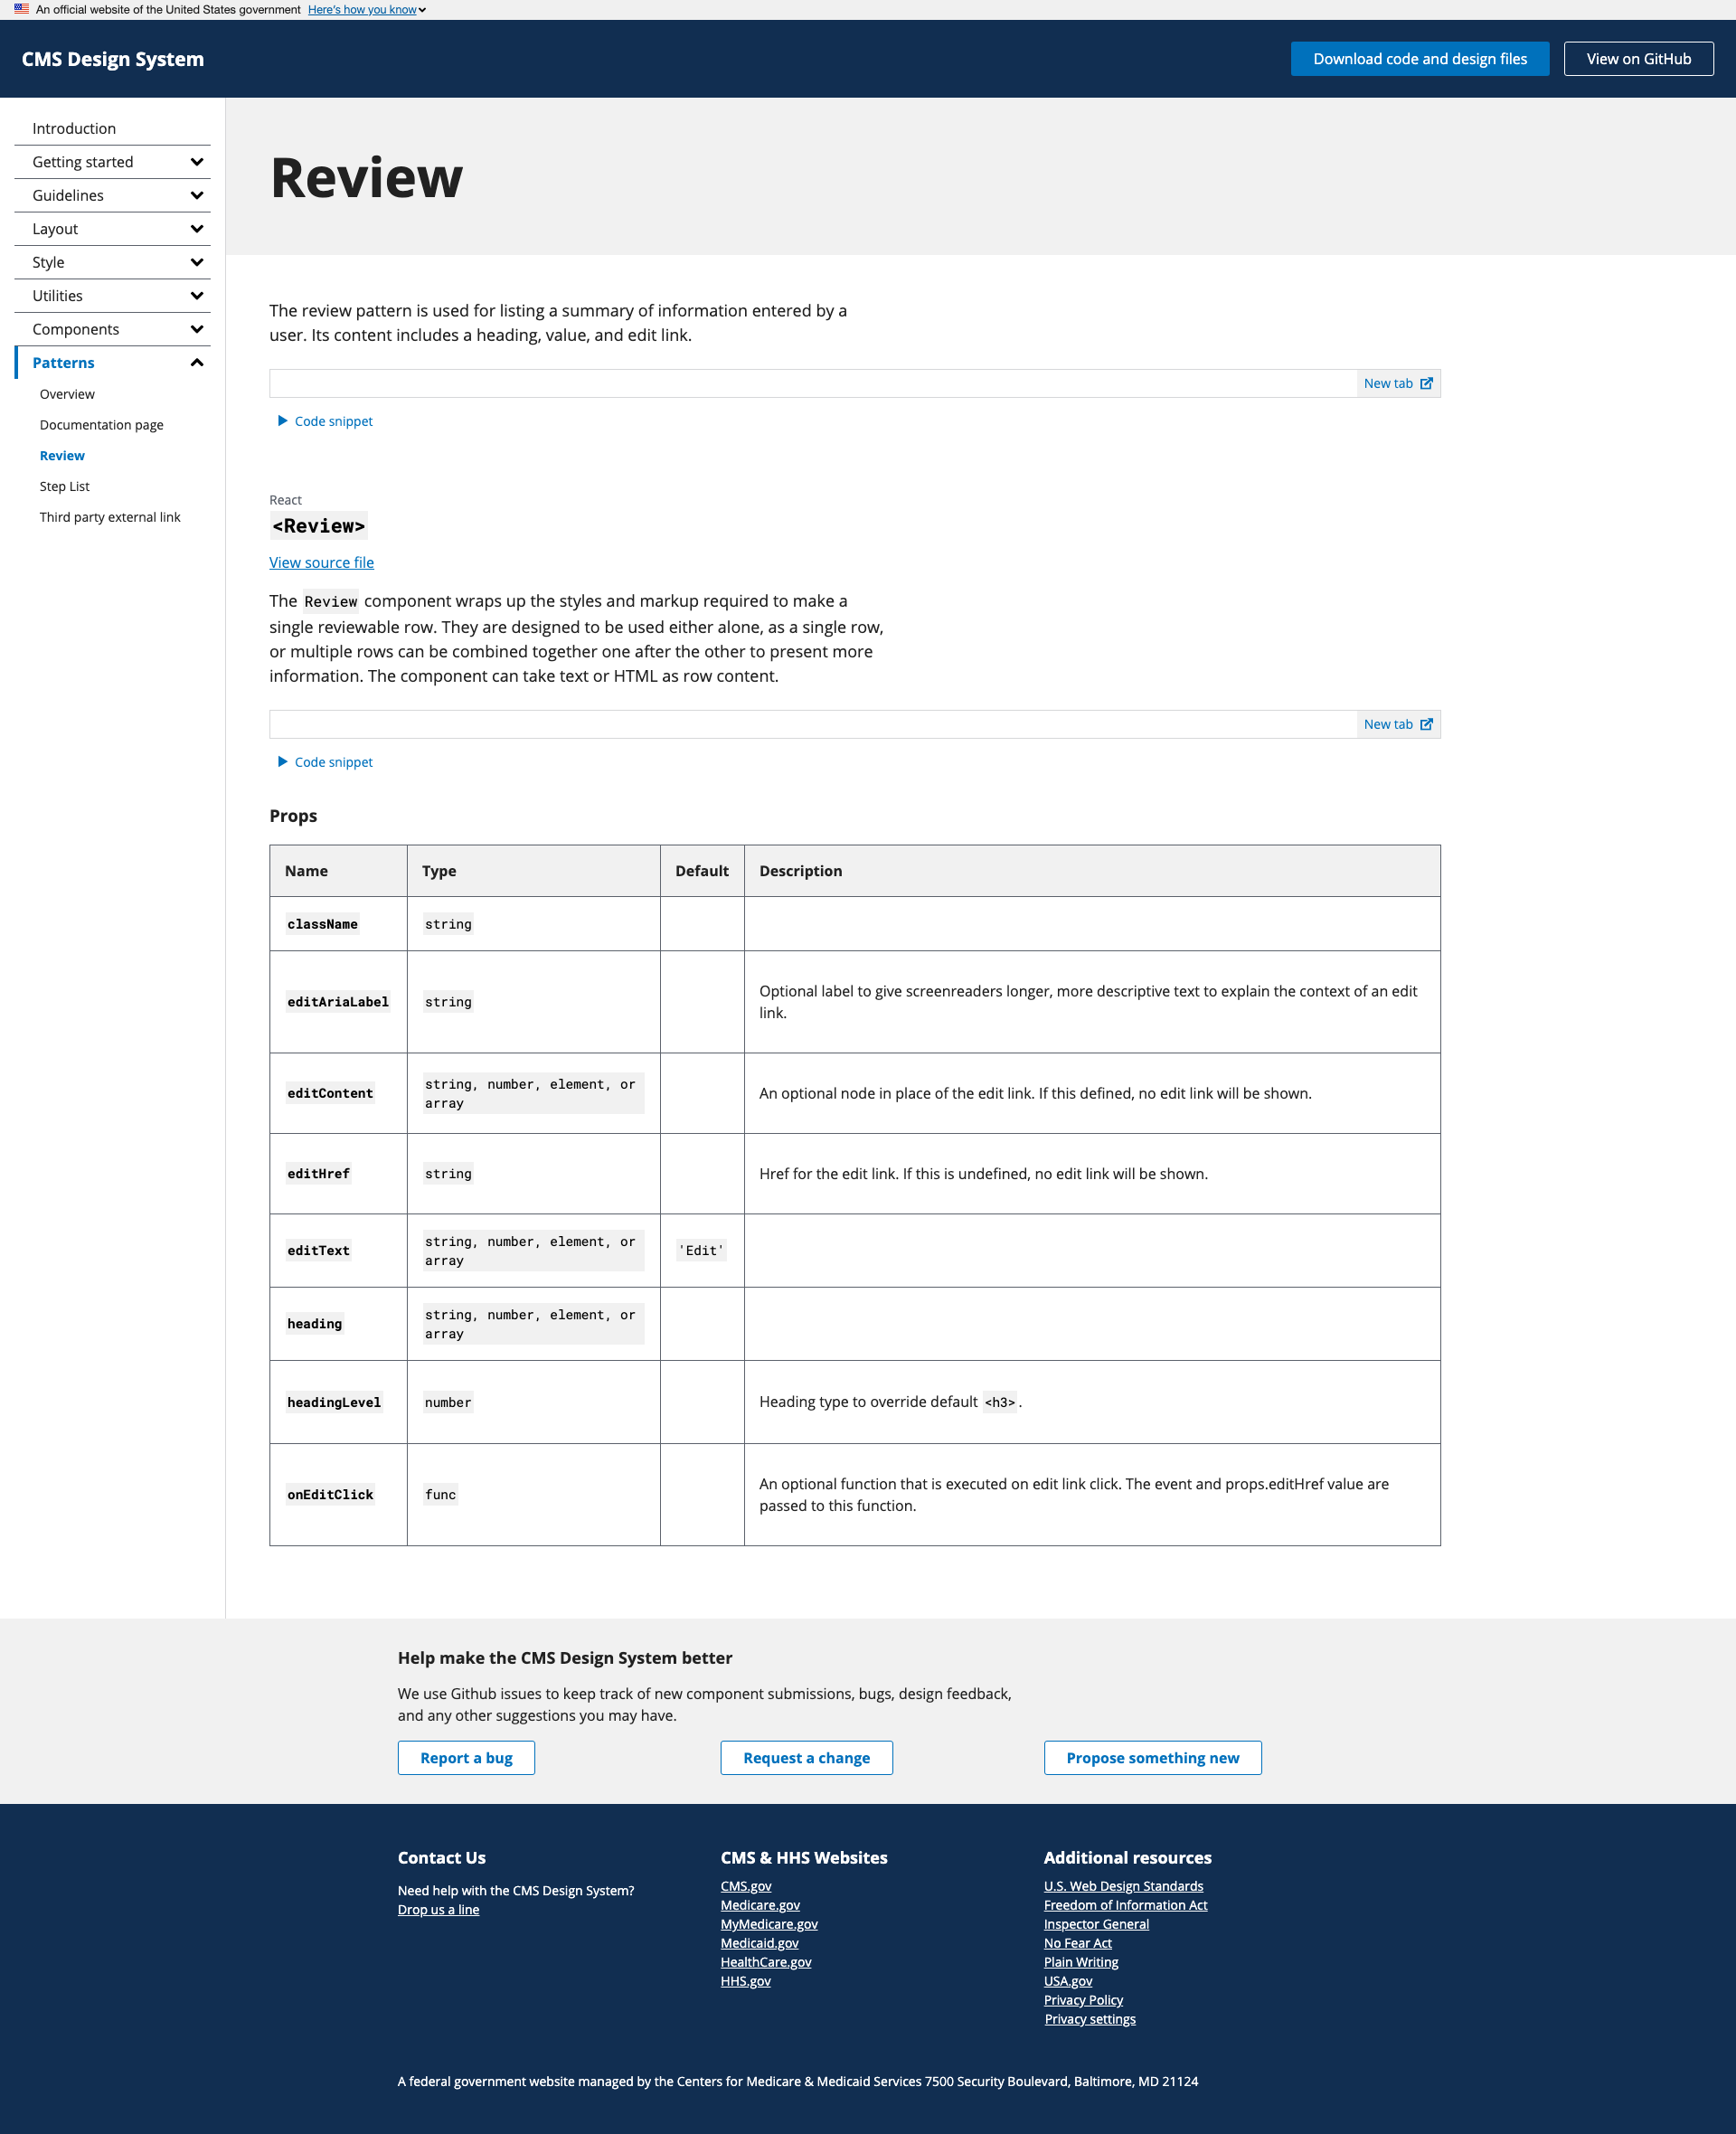 An official website of the United States government Here's how you know
CMS Design System
Download code and design files
View on GitHub
Introduction
Getting started
Guidelines
Layout
Style
Utilities
Components
Patterns
Overview
Documentation page
Review
Step List
Third party external link
Review
The review pattern is used for listing a summary of information entered by a
user. Its content includes a heading, value, and edit link.
New tab
Code snippet
React
<Review>
View source file
The Review component wraps up the styles and markup required to make a
single reviewable row. They are designed to be used either alone, as a single row,
or multiple rows can be combined together one after the other to present more
information. The component can take text or HTML as row content.
New tab
Code snippet
Props
Name Type Default Description
className string
editAriaLabel string Optional label to give screenreaders longer, more descriptive text to explain the context of an edit
link.
editContent string, number, element, or
array
An optional node in place of the edit link. If this defined, no edit link will be shown.
editHref string Href for the edit link. If this is undefined, no edit link will be shown.
editText string, number, element, or
array
'Edit'
heading string, number, element, or
array
headingLevel number Heading type to override default <h3>.
onEditClick func An optional function that is executed on edit link click. The event and props.editHref value are
passed to this function.
Help make the CMS Design System better
We use Github issues to keep track of new component submissions, bugs, design feedback,
and any other suggestions you may have.
Report a bug
Request a change
Propose something new
Contact Us
Need help with the CMS Design System?
Drop us a line
CMS & HHS Websites
CMS.gov
Medicare.gov
MyMedicare.gov
Medicaid.gov
HealthCare.gov
HHS.gov
Additional resources
U.S. Web Design Standards
Freedom of Information Act
Inspector General
No Fear Act
Plain Writing
USA.gov
Privacy Policy
Privacy settings
A federal government website managed by the Centers for Medicare & Medicaid Services 7500 Security Boulevard, Baltimore, MD 21124